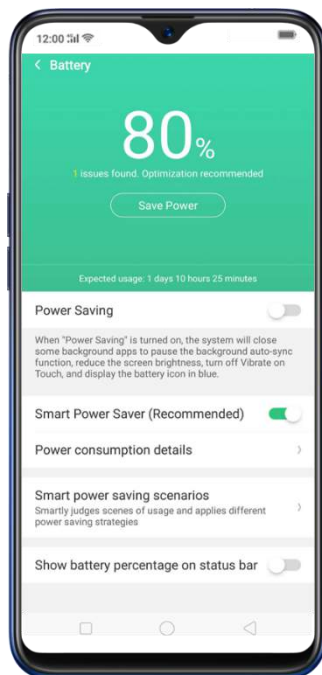 12:00
Battery
80%
1 issues found. Optimization recommended
Save Power
Expected usage: 1 days 10 hours 25 minutes
Power Saving
When "Power Saving" is turned on, the system will close
some background apps to pause the background auto-sync
function, reduce the screen brightness, turn off Vibrate on
Touch, and display the battery icon in blue.
Smart Power Saver (Recommended)
Power consumption details
Smart power saving scenarios
Smartly judges scenes of usage and applies different
power saving strategies
Show battery percentage on status bar